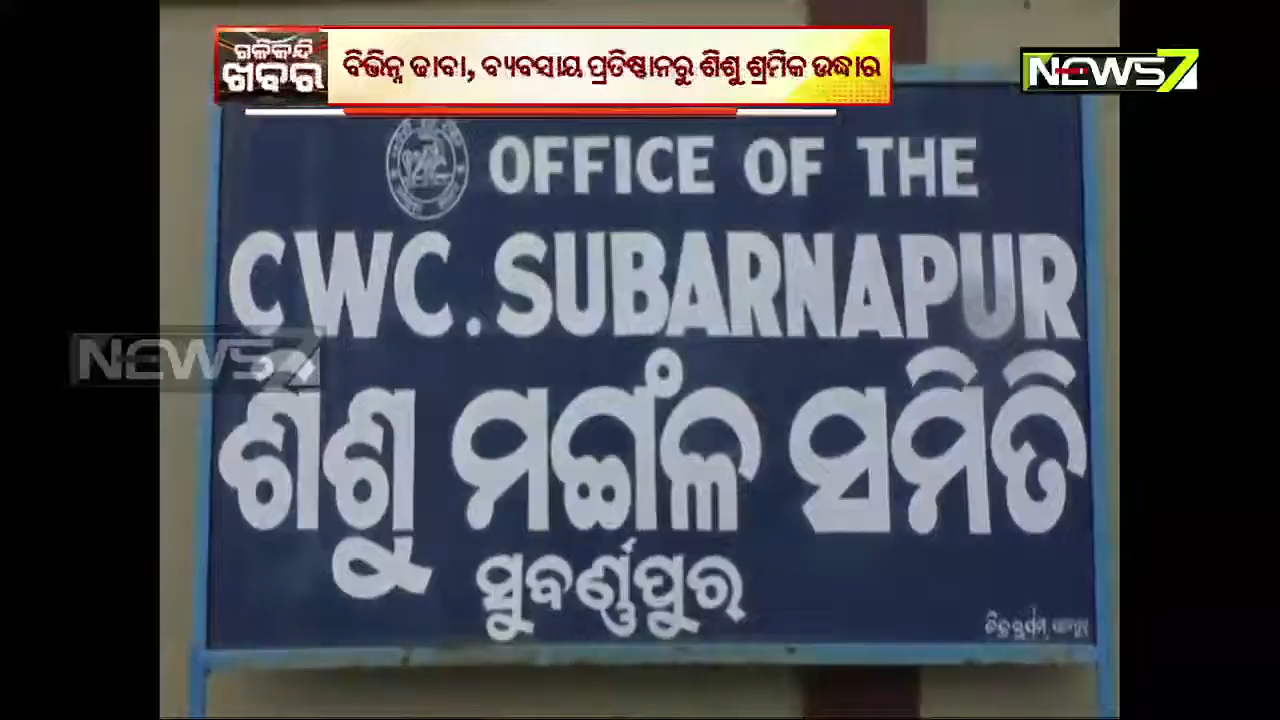 ଗଳିକନ୍ଦି
ଖବର
ବିଭିନ୍ନ ଢାବା, ବ୍ୟବସାୟ ପ୍ରତିଷ୍ଠାନରୁ ଶିଶୁ ଶ୍ରମିକ ଉଦ୍ଧାର
NEWS7
OFFICE OF THE
CWC. SUBARNAPUR
NEWS7
ଶିଶୁ ମଙ୍ଗଳ ସମିତି
ସୁବର୍ଣ୍ଣପୁର